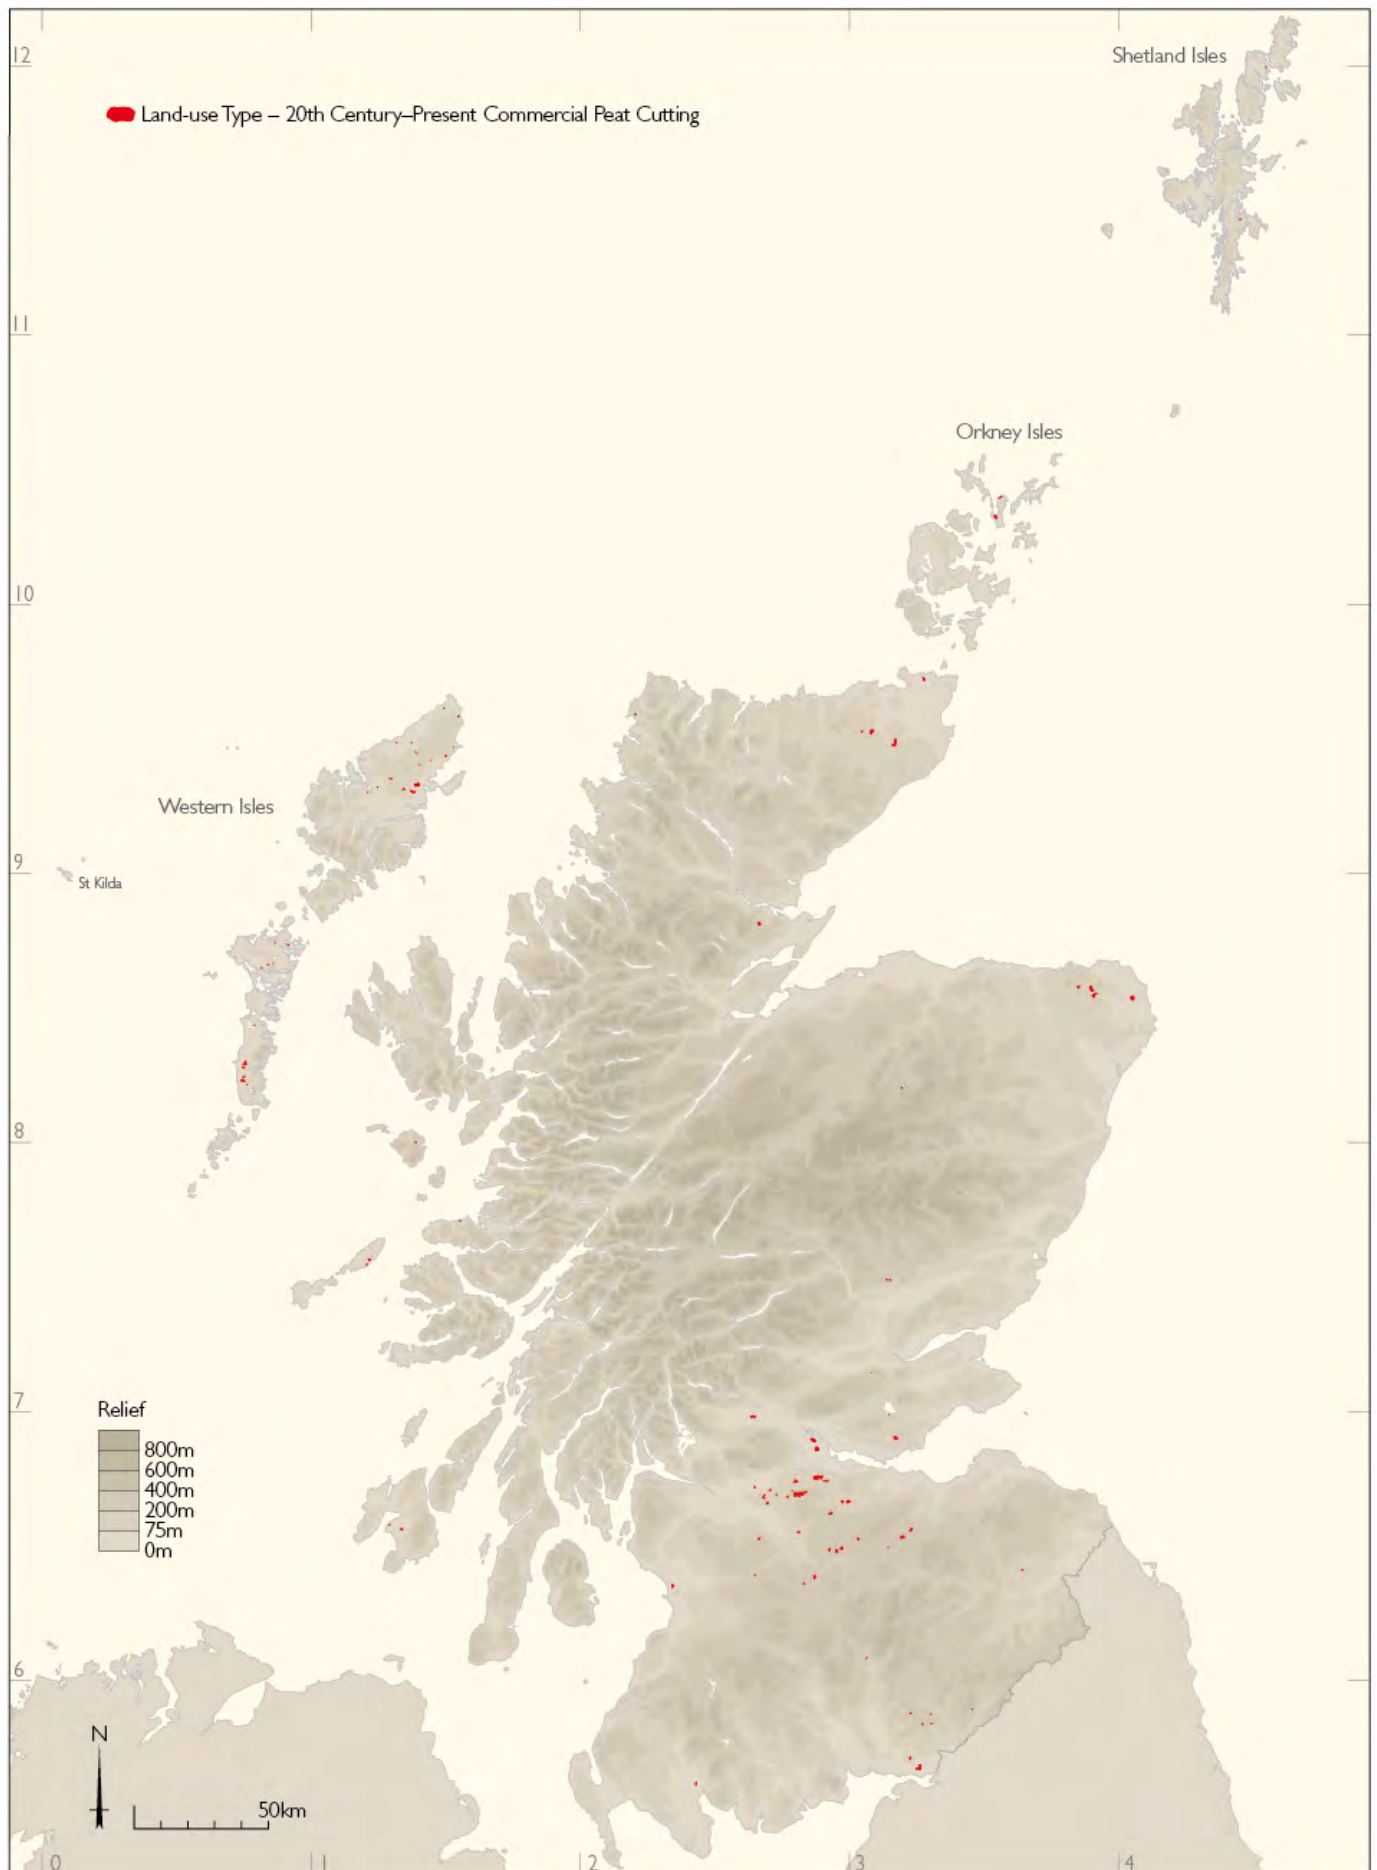 12
Shetland Isles
Land-use Type – 20th Century–Present Commercial Peat Cutting
11
Orkney Isles
10
Western Isles
9
St Kilda
8
7
Relief
800m
600m
400m
200m
75m
0m
6
N
50km
0
1
2
3
4